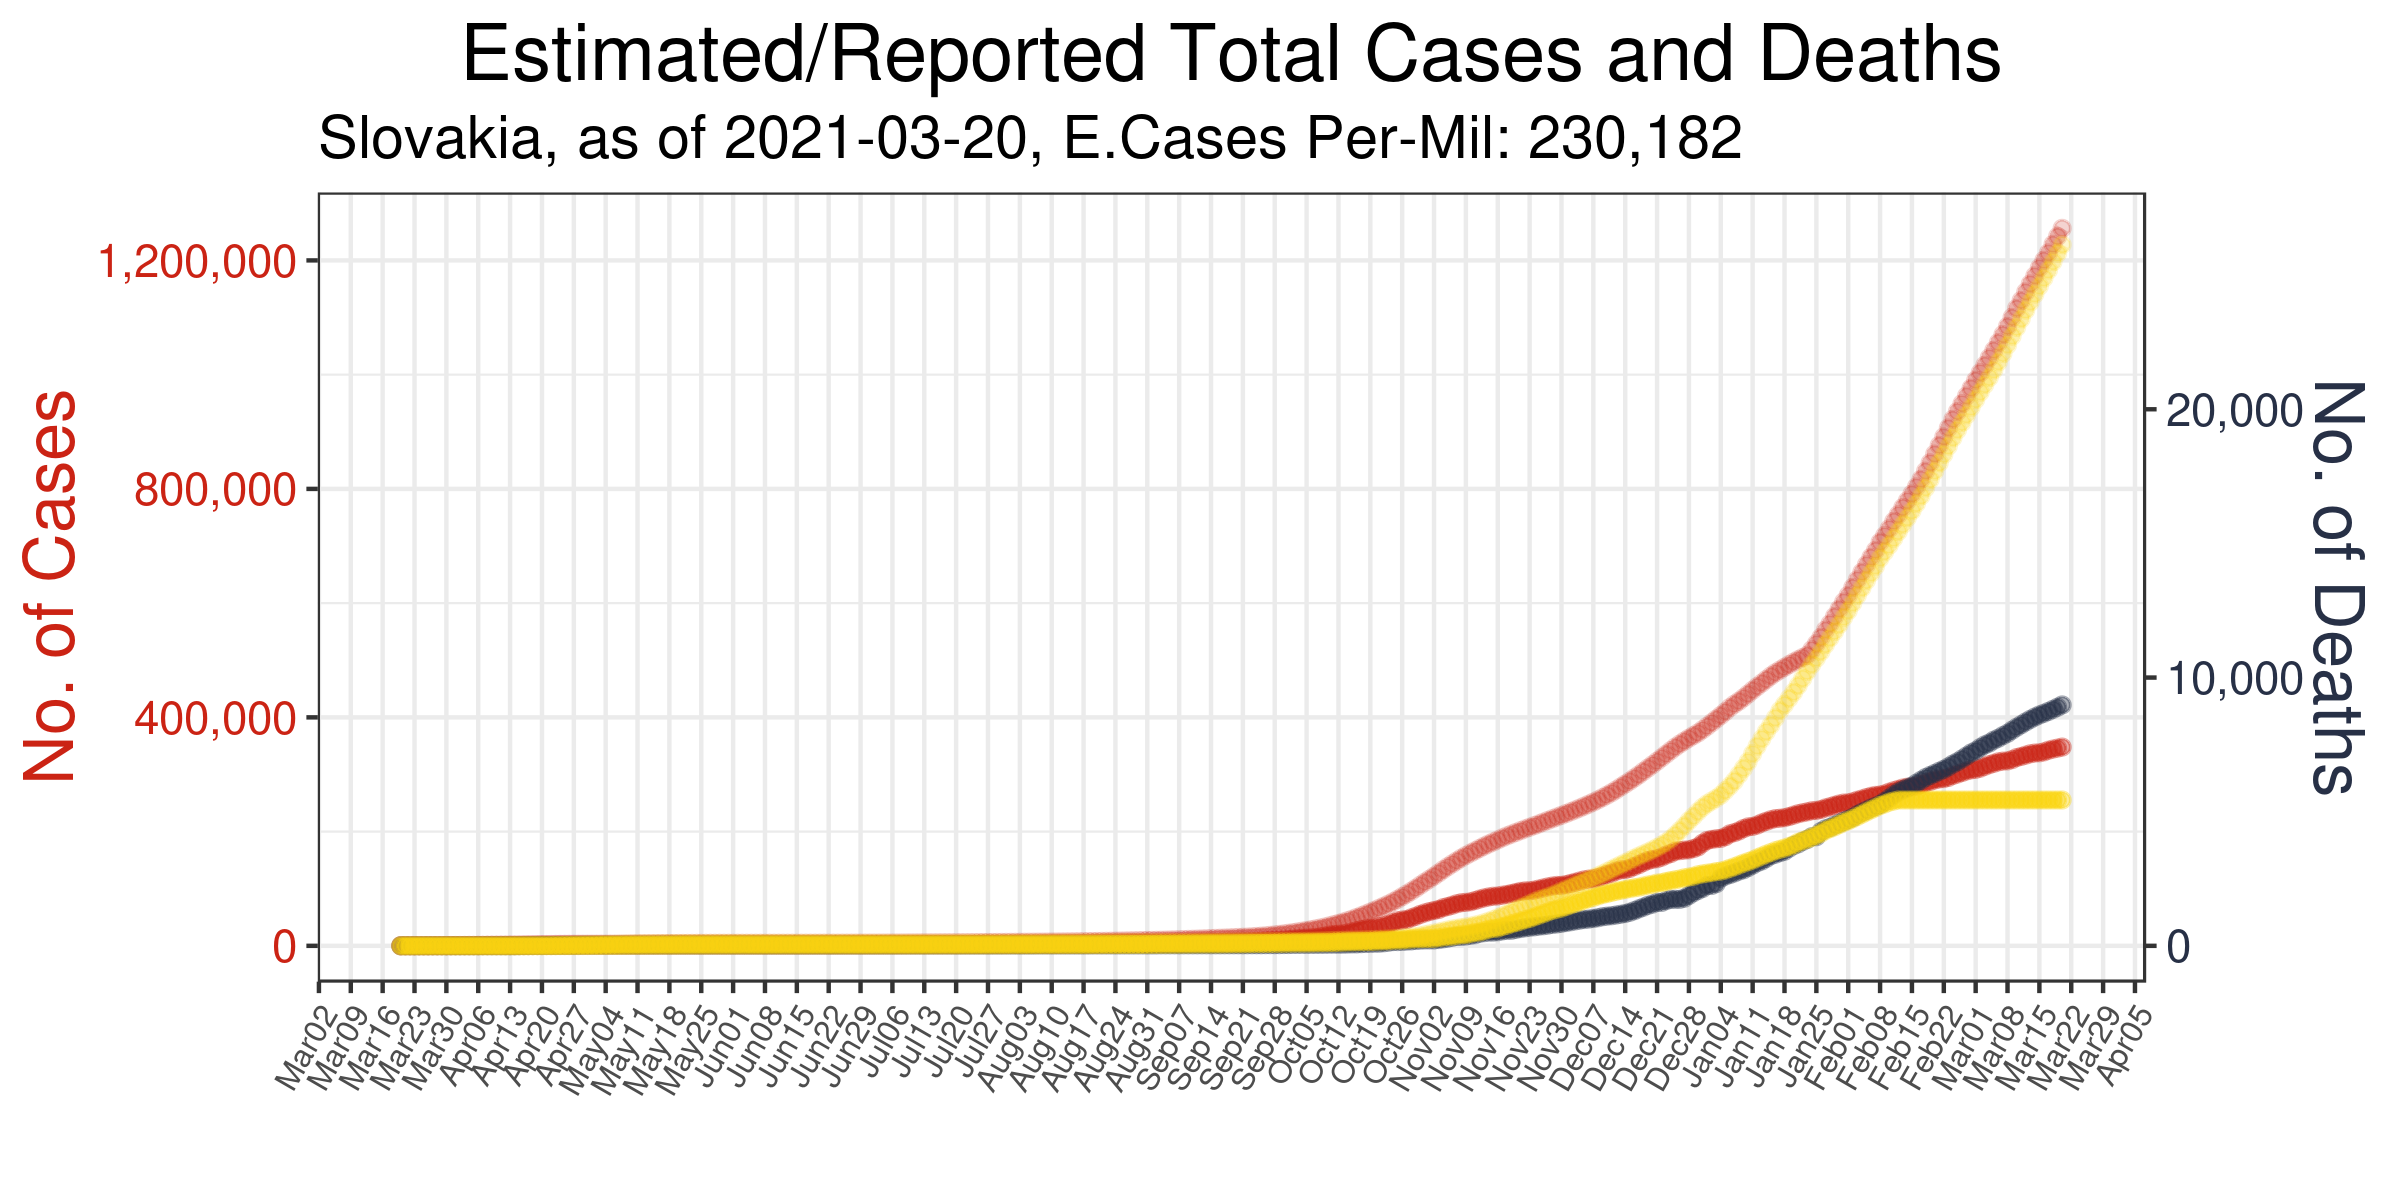 Estimated/Reported Total Cases and Deaths
Slovakia, as of 2021-03-20, E.Cases Per-Mil: 230,182
No. of Cases
1,200,000
800,000
400,000
0
No. of Deaths
20,000
10,000
0
Mar02
Mar09
Mar16
Mar23
Mar30
Apr06
Apr13
Apr20
Apr27
May04
May11
May18
May25
Jun01
Jun08
Jun15
Jun22
Jun29
Jul06
Jul13
Jul20
Jul27
Aug03
Aug10
Aug17
Aug24
Aug31
Sep07
Sep14
Sep21
Sep28
Oct05
Oct12
Oct19
Oct26
Nov02
Nov09
Nov16
Nov23
Nov30
Dec07
Dec14
Dec21
Dec28
Jan04
Jan11
Jan18
Jan25
Feb01
Feb08
Feb15
Feb22
Mar01
Mar08
Mar15
Mar22
Mar29
Apr05